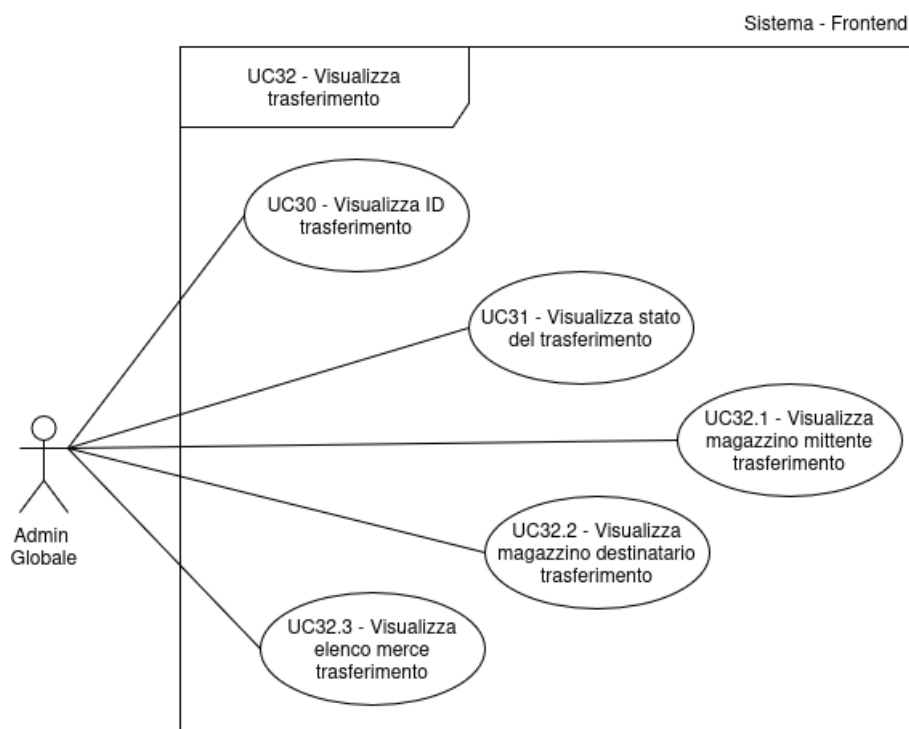 Sistema - Frontend
UC32 - Visualizza
trasferimento
UC30 - Visualizza ID
trasferimento
UC31 - Visualizza stato
del trasferimento
UC32.1 - Visualizza
magazzino mittente
trasferimento
Admin
Globale
UC32.2 - Visualizza
magazzino destinatario
trasferimento
UC32.3 - Visualizza
elenco merce
trasferimento